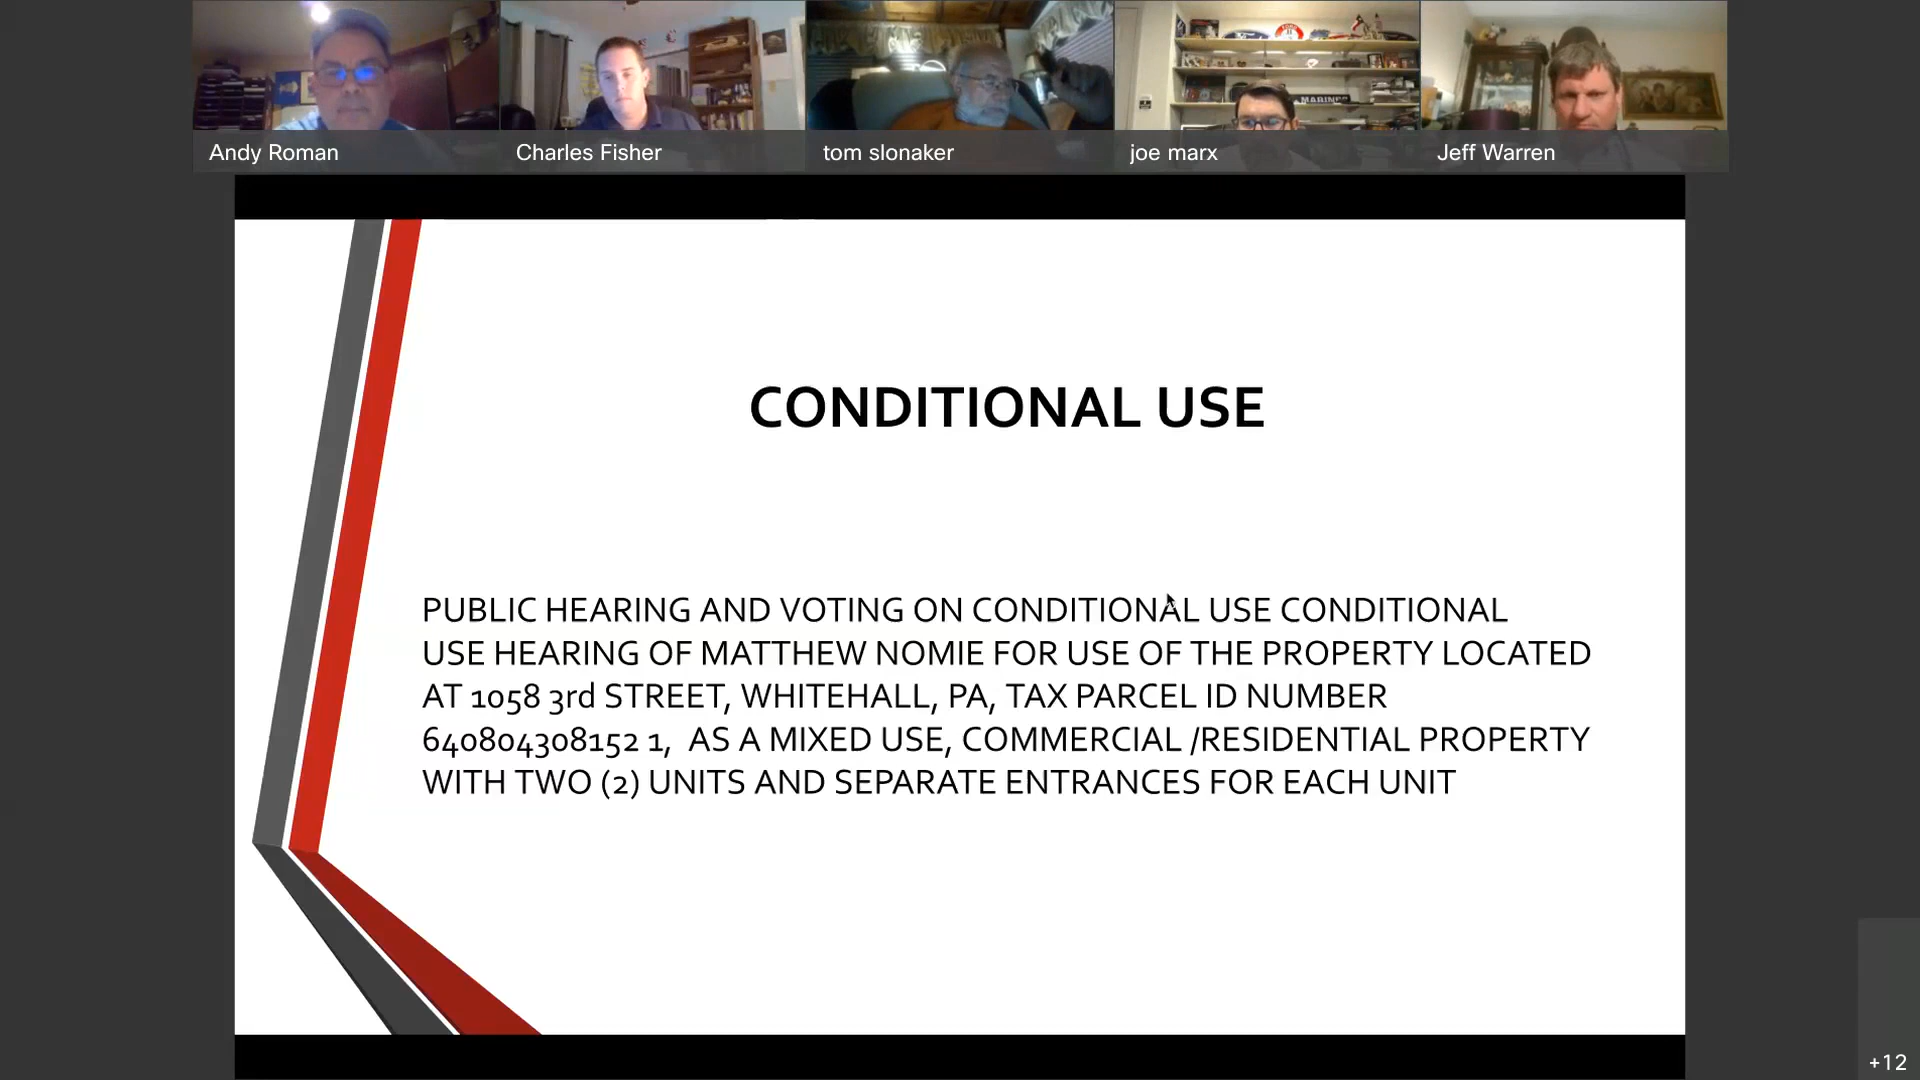 MARINES
Andy Roman
Charles Fisher
tom slonaker
joe marx
Jeff Warren
CONDITIONAL USE
PUBLIC HEARING AND VOTING ON CONDITIONAL USE CONDITIONAL
USE HEARING OF MATTHEW NOMIE FOR USE OF THE PROPERTY LOCATED
AT 1058 3rd STREET, WHITEHALL, PA, TAX PARCEL ID NUMBER
640804308152 1, AS A MIXED USE, COMMERCIAL /RESIDENTIAL PROPERTY
WITH TWO (2) UNITS AND SEPARATE ENTRANCES FOR EACH UNIT
+12